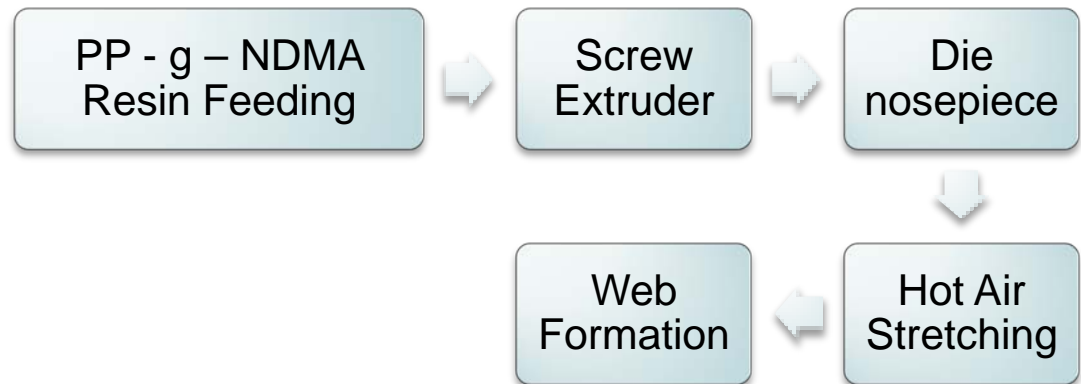 PP - g – NDMA
Resin Feeding
Screw
Extruder
Die
nosepiece
Hot Air
Stretching
Web
Formation